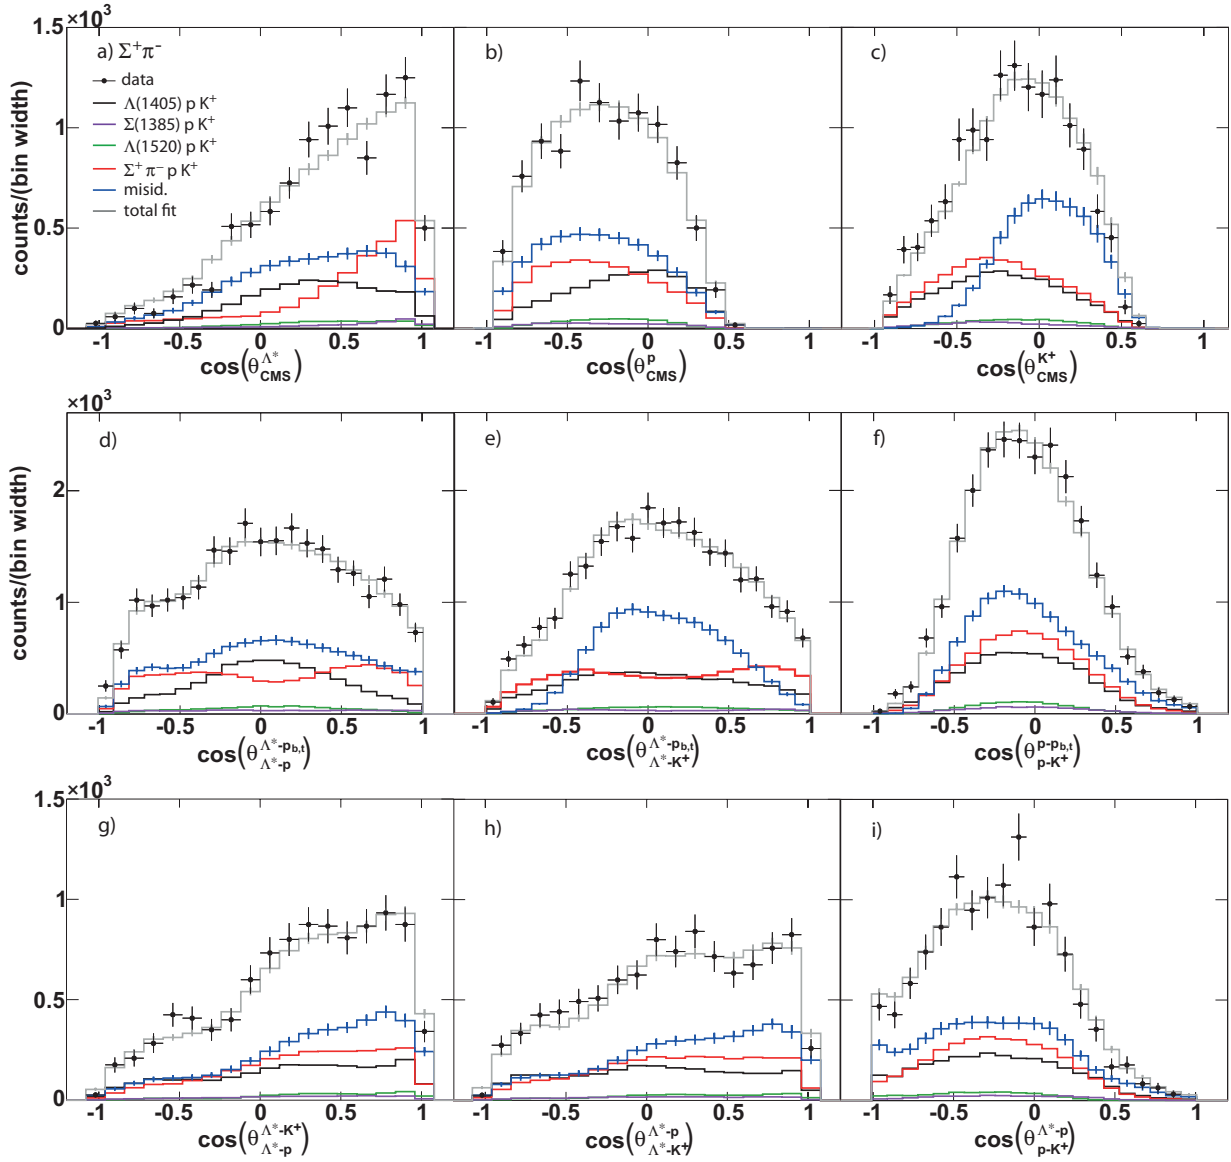 ×10³
1.5
1
0.5
0
counts/(bin width)
a) Σ⁺π⁻
data
Λ(1405) p K⁺
Σ(1385) p K⁺
Λ(1520) p K⁺
Σ⁺ π⁻ p K⁺
misid.
total fit
-1 -0.5 0 0.5 1
cos(θ^{Λ*}_{CMS})
b)
-1 -0.5 0 0.5 1
cos(θ^{p}_{CMS})
c)
-1 -0.5 0 0.5 1
cos(θ^{K+}_{CMS})
×10³
2
1
0
counts/(bin width)
d)
-1 -0.5 0 0.5 1
cos(θ^{Λ*-p_{b,t}}_{Λ*-p})
e)
-1 -0.5 0 0.5 1
cos(θ^{Λ*-p_{b,t}}_{Λ*-K+})
f)
-1 -0.5 0 0.5 1
cos(θ^{p-p_{b,t}}_{p-K+})
×10³
1.5
1
0.5
0
counts/(bin width)
g)
-1 -0.5 0 0.5 1
cos(θ^{Λ*-K+}_{Λ*-p})
h)
-1 -0.5 0 0.5 1
cos(θ^{Λ*-p}_{Λ*-K+})
i)
-1 -0.5 0 0.5 1
cos(θ^{Λ*-p}_{p-K+})